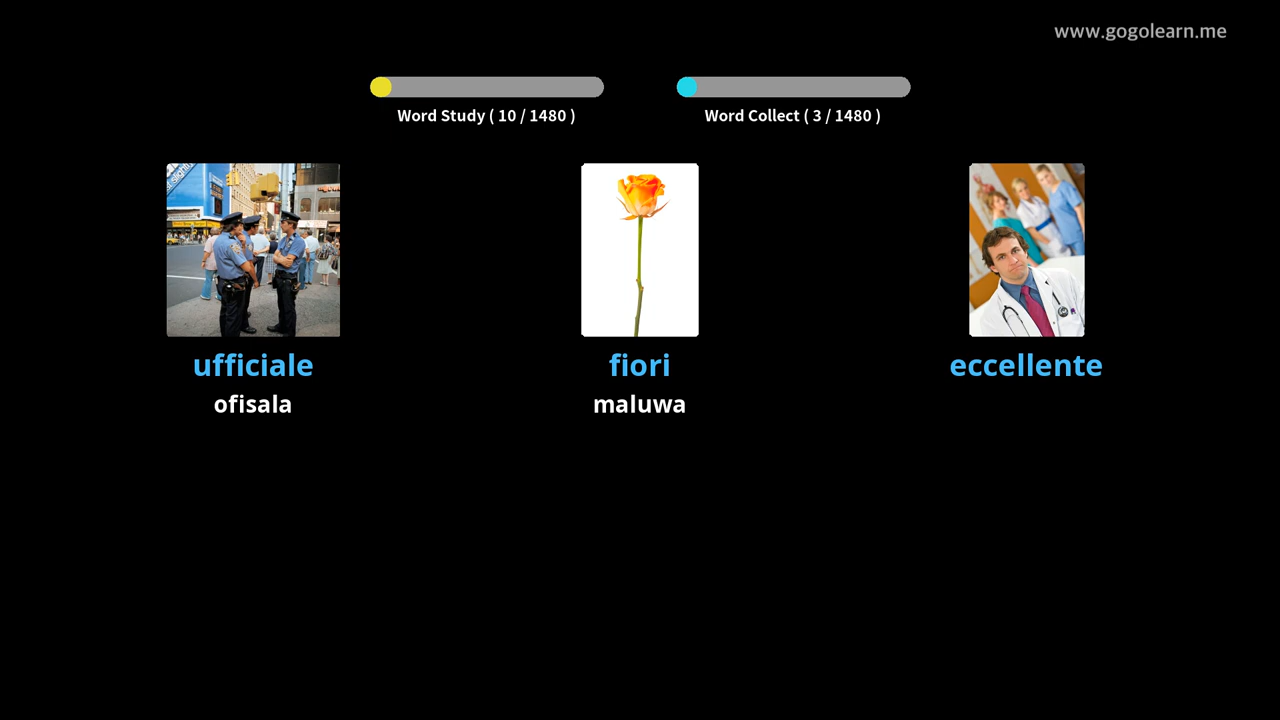 www.gogolearn.me
Word Study ( 10 / 1480 )
Word Collect ( 3 / 1480 )
ufficiale
fiori
eccellente
ofisala
maluwa